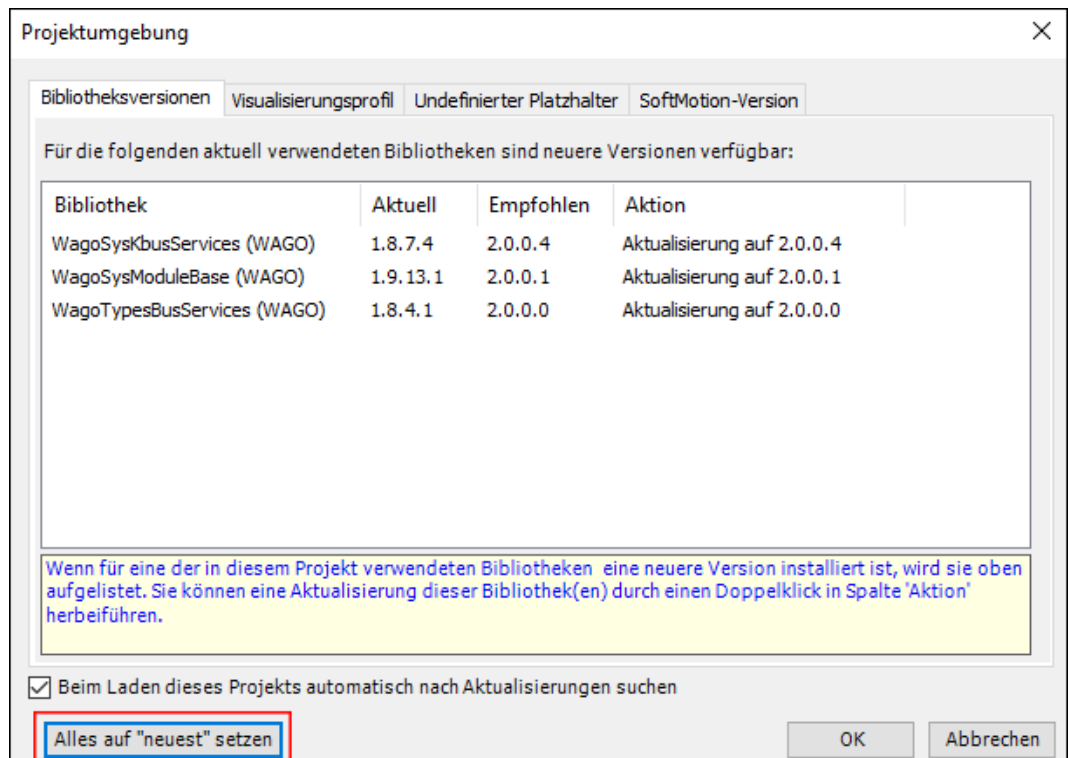 Projektumgebung
Bibliotheksversionen Visualisierungsprofil Undefinierter Platzhalter SoftMotion-Version
Für die folgenden aktuell verwendeten Bibliotheken sind neuere Versionen verfügbar:
Bibliothek Aktuell Empfohlen Aktion
WagoSysKbusServices (WAGO) 1.8.7.4 2.0.0.4 Aktualisierung auf 2.0.0.4
WagoSysModuleBase (WAGO) 1.9.13.1 2.0.0.1 Aktualisierung auf 2.0.0.1
WagoTypesBusServices (WAGO) 1.8.4.1 2.0.0.0 Aktualisierung auf 2.0.0.0
Wenn für eine der in diesem Projekt verwendeten Bibliotheken eine neuere Version installiert ist, wird sie oben
aufgelistet. Sie können eine Aktualisierung dieser Bibliothek(en) durch einen Doppelklick in Spalte 'Aktion'
herbeiführen.
Beim Laden dieses Projekts automatisch nach Aktualisierungen suchen
Alles auf "neuest" setzen OK Abbrechen